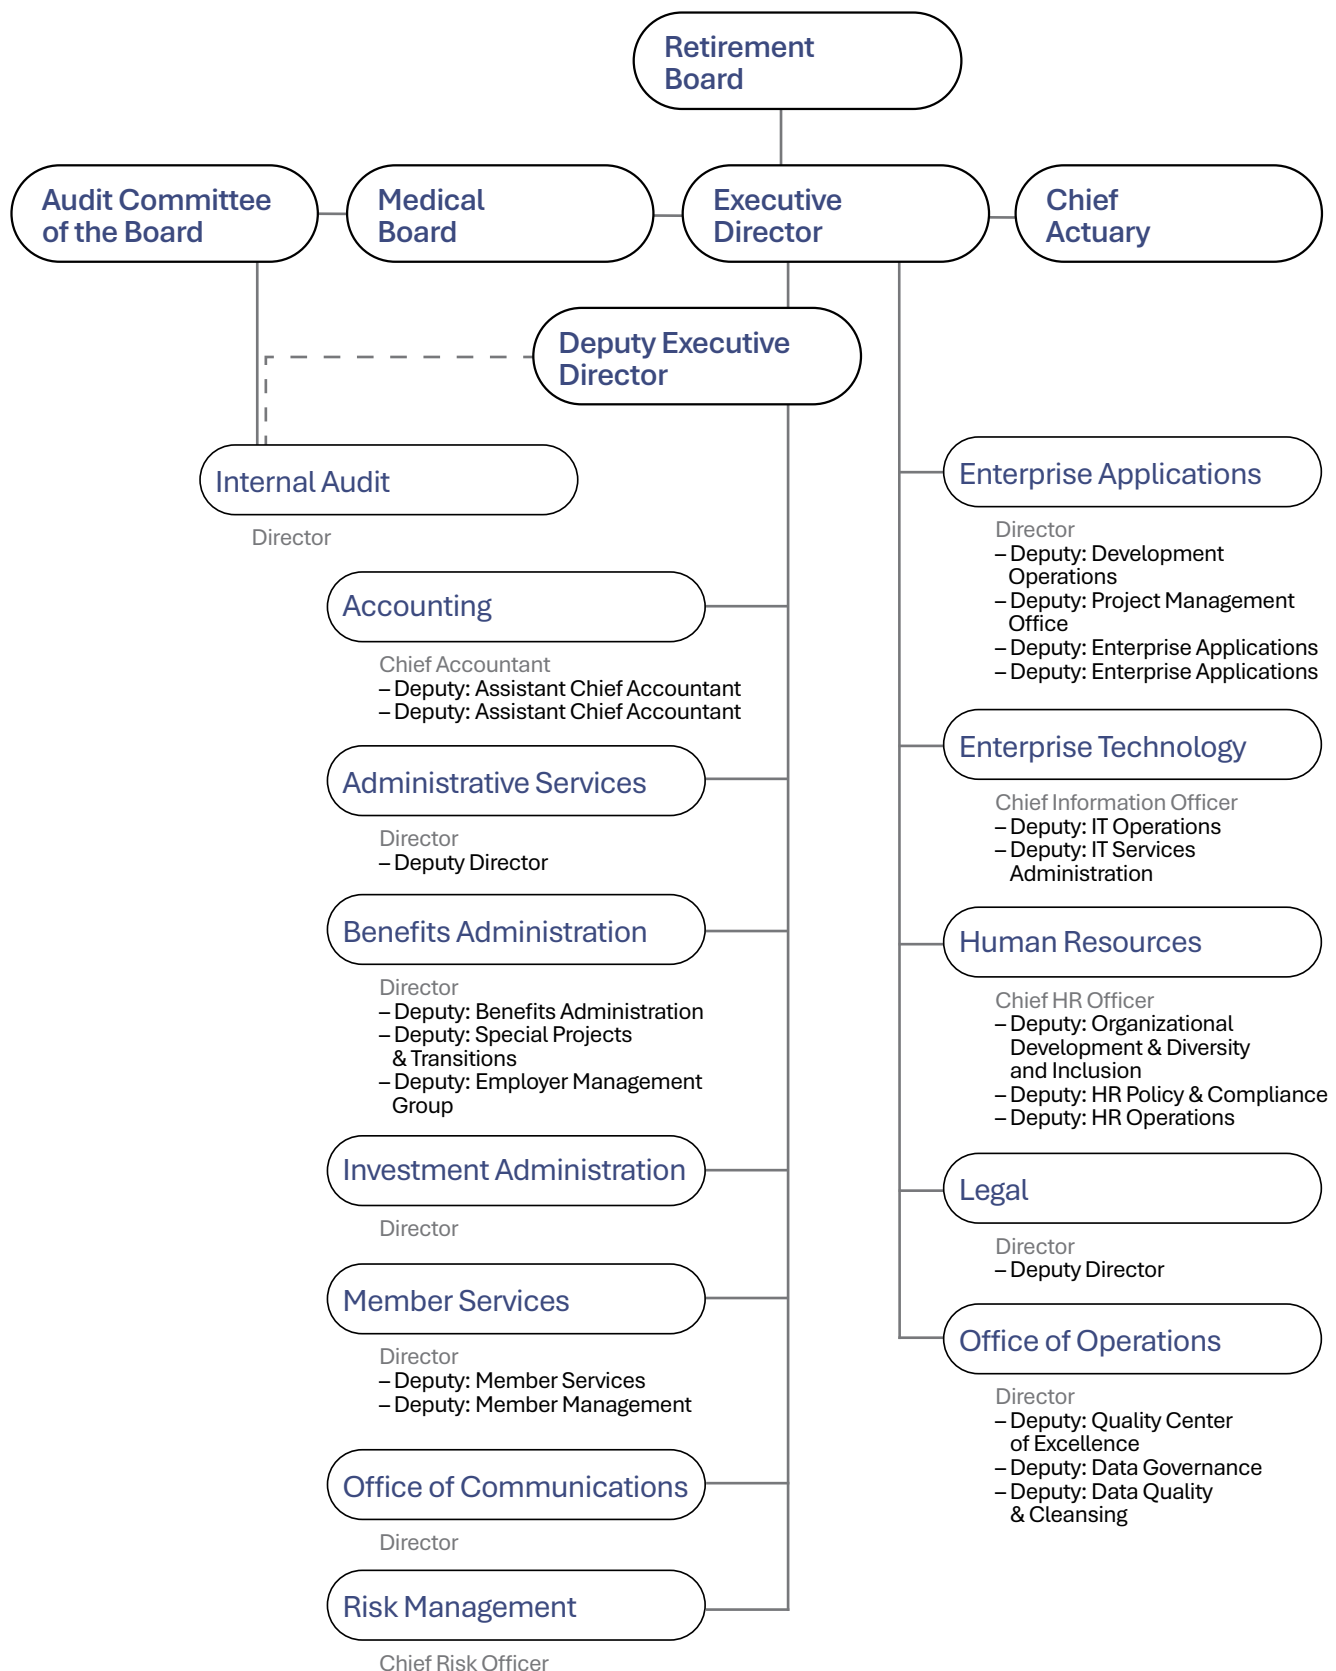 Retirement
Board
Audit Committee
of the Board
Medical
Board
Executive
Director
Chief
Actuary
Deputy Executive
Director
Internal Audit
Director
Accounting
Chief Accountant
– Deputy: Assistant Chief Accountant
– Deputy: Assistant Chief Accountant
Administrative Services
Director
– Deputy Director
Benefits Administration
Director
– Deputy: Benefits Administration
– Deputy: Special Projects
& Transitions
– Deputy: Employer Management
Group
Investment Administration
Director
Member Services
Director
– Deputy: Member Services
– Deputy: Member Management
Office of Communications
Director
Risk Management
Chief Risk Officer
Enterprise Applications
Director
– Deputy: Development
Operations
– Deputy: Project Management
Office
– Deputy: Enterprise Applications
– Deputy: Enterprise Applications
Enterprise Technology
Chief Information Officer
– Deputy: IT Operations
– Deputy: IT Services
Administration
Human Resources
Chief HR Officer
– Deputy: Organizational
Development & Diversity
and Inclusion
– Deputy: HR Policy & Compliance
– Deputy: HR Operations
Legal
Director
– Deputy Director
Office of Operations
Director
– Deputy: Quality Center
of Excellence
– Deputy: Data Governance
– Deputy: Data Quality
& Cleansing